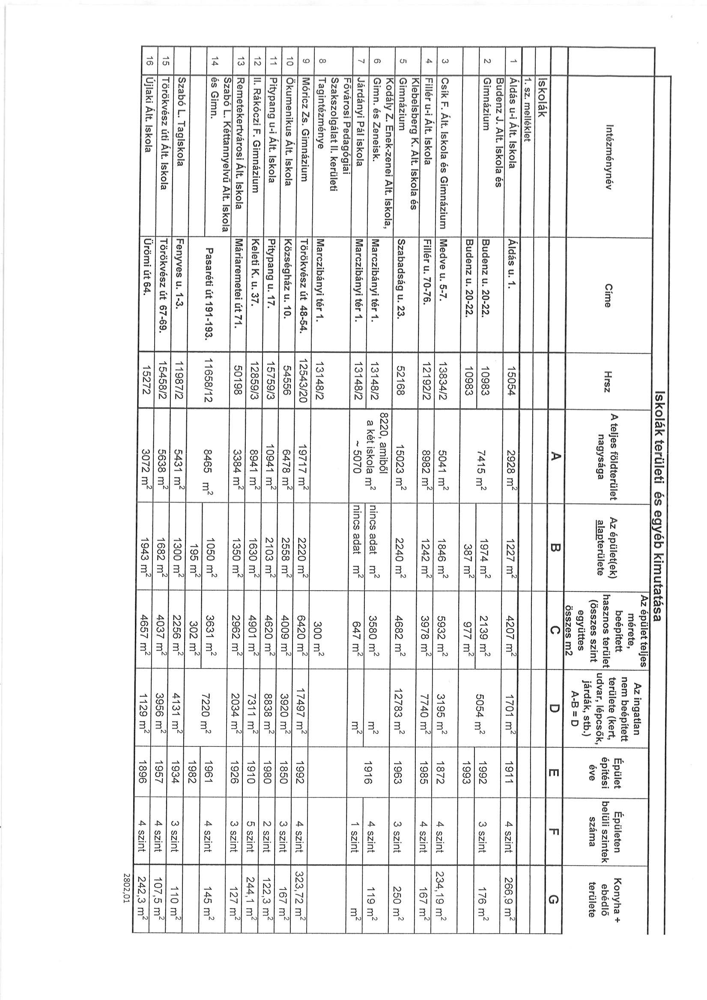 Iskolák területi és egyéb kimutatása
Intézménynév Címe Hrsz A teljes földterület nagysága Az épület(ek) alapterülete Az épület teljes mérete, beépített hasznos terület (összes szint együttes összes m2 Az ingatlan nem beépített területe (kert, udvar, lépcsők, járdák, stb.) A-B = D Épület építési éve Épületen belüli szintek száma Konyha + ebédlő területe
A B C D E F G
Iskolák
1. sz. melléklet
1 Áldás u-i Ált. Iskola Áldás u. 1. 15054 2928 m² 1227 m² 4207 m² 1701 m² 1911 4 szint 266,9 m²
2 Budenz J. Alt. Iskola és Gimnázium Budenz u. 20-22. 10983 7415 m² 1974 m² 2139 m² 5054 m² 1992 3 szint 176 m²
Budenz u. 20-22. 10983 387 m² 977 m² 1993
3 Csik F. Ált. Iskola és Gimnázium Medve u. 5-7. 13834/2 5041 m² 1846 m² 5932 m² 3195 m² 1872 4 szint 234,19 m²
4 Fillér u-i Ált. Iskola Fillér u. 70-76. 12192/2 8982 m² 1242 m² 3978 m² 7740 m² 1985 4 szint 167 m²
5 Klebelsberg K. Alt. Iskola és Gimnázium Szabadság u. 23. 52168 15023 m² 2240 m² 4682 m² 12783 m² 1963 3 szint 250 m²
6 Kodály Z. Enek-zenei Alt. Iskola, Gimn. és Zeneisk. Marczibányi tér 1. 13148/2 8220, amiből a két iskola m² nincs adat m² 3580 m² m² 1916 4 szint 119 m²
7 Járdányi Pál iskola Marczibányi tér 1. 13148/2 ~ 5070 nincs adat m² 647 m² m² 1 szint m²
8 Fővárosi Pedagógiai Szakszolgálat II. kerületi Tagintézménye Marczibányi tér 1. 13148/2 300 m²
9 Móricz Zs. Gimnázium Törökvész út 48-54. 12543/20 19717 m² 2220 m² 6420 m² 17497 m² 1992 4 szint 323,72 m²
10 Ökumenikus Ált. Iskola Községház u. 10. 54556 6478 m² 2558 m² 4009 m² 3920 m² 1850 3 szint 167 m²
11 Pitypang u-i Ált. Iskola Pitypang u. 17. 15759/3 10941 m² 2103 m² 4620 m² 8838 m² 1980 2 szint 122,3 m²
12 II. Rákóczi F. Gimnázium Keleti K. u. 37. 12859/3 8941 m² 1630 m² 4901 m² 7311 m² 1910 5 szint 244,1 m²
13 Remetekertvárosi Ált. Iskola Máriaremetei út 71. 50198 3384 m² 1350 m² 2962 m² 2034 m² 1926 3 szint 127 m²
14 Szabó L. Kéttannyelvű Alt. Iskola és Gimn. Pasaréti út 191-193. 11658/12 8465 m² 1050 m² 3631 m² 7220 m² 1961 4 szint 145 m²
195 m² 302 m² 1982
Szabó L. TagIskola Fenyves u. 1-3. 11987/2 5431 m² 1300 m² 2256 m² 4131 m² 1934 3 szint 110 m²
15 Törökvész úti Ált. Iskola Törökvész út 67-69. 15458/2 5638 m² 1682 m² 4037 m² 3956 m² 1957 4 szint 107,5 m²
16 Újlaki Ált. Iskola Ürömi út 64. 15272 3072 m² 1943 m² 4657 m² 1129 m² 1896 4 szint 242,3 m²
2802,01